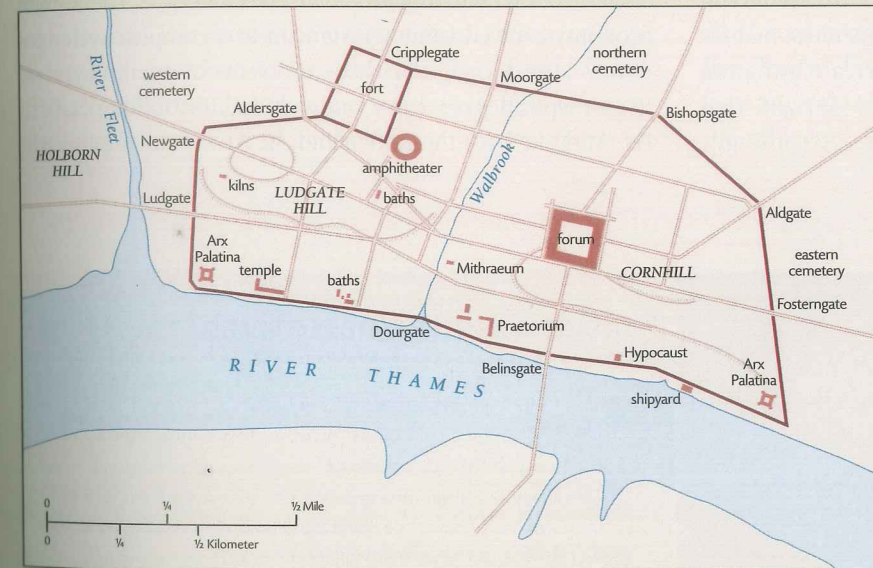 River
Fleet
western
cemetery
Cripplegate
fort
Moorgate
northern
cemetery
Aldersgate
Bishopsgate
Newgate
HOLBORN
HILL
amphitheater
Walbrook
kilns
LUDGATE
HILL
baths
Ludgate
Aldgate
Arx
Palatina
temple
baths
forum
Mithraeum
CORNHILL
eastern
cemetery
Fosterngate
Dourgate
Praetorium
Belinsgate
Hypocaust
Arx
Palatina
shipyard
RIVER THAMES
0 ¼ ½ Mile
0 ¼ ½ Kilometer